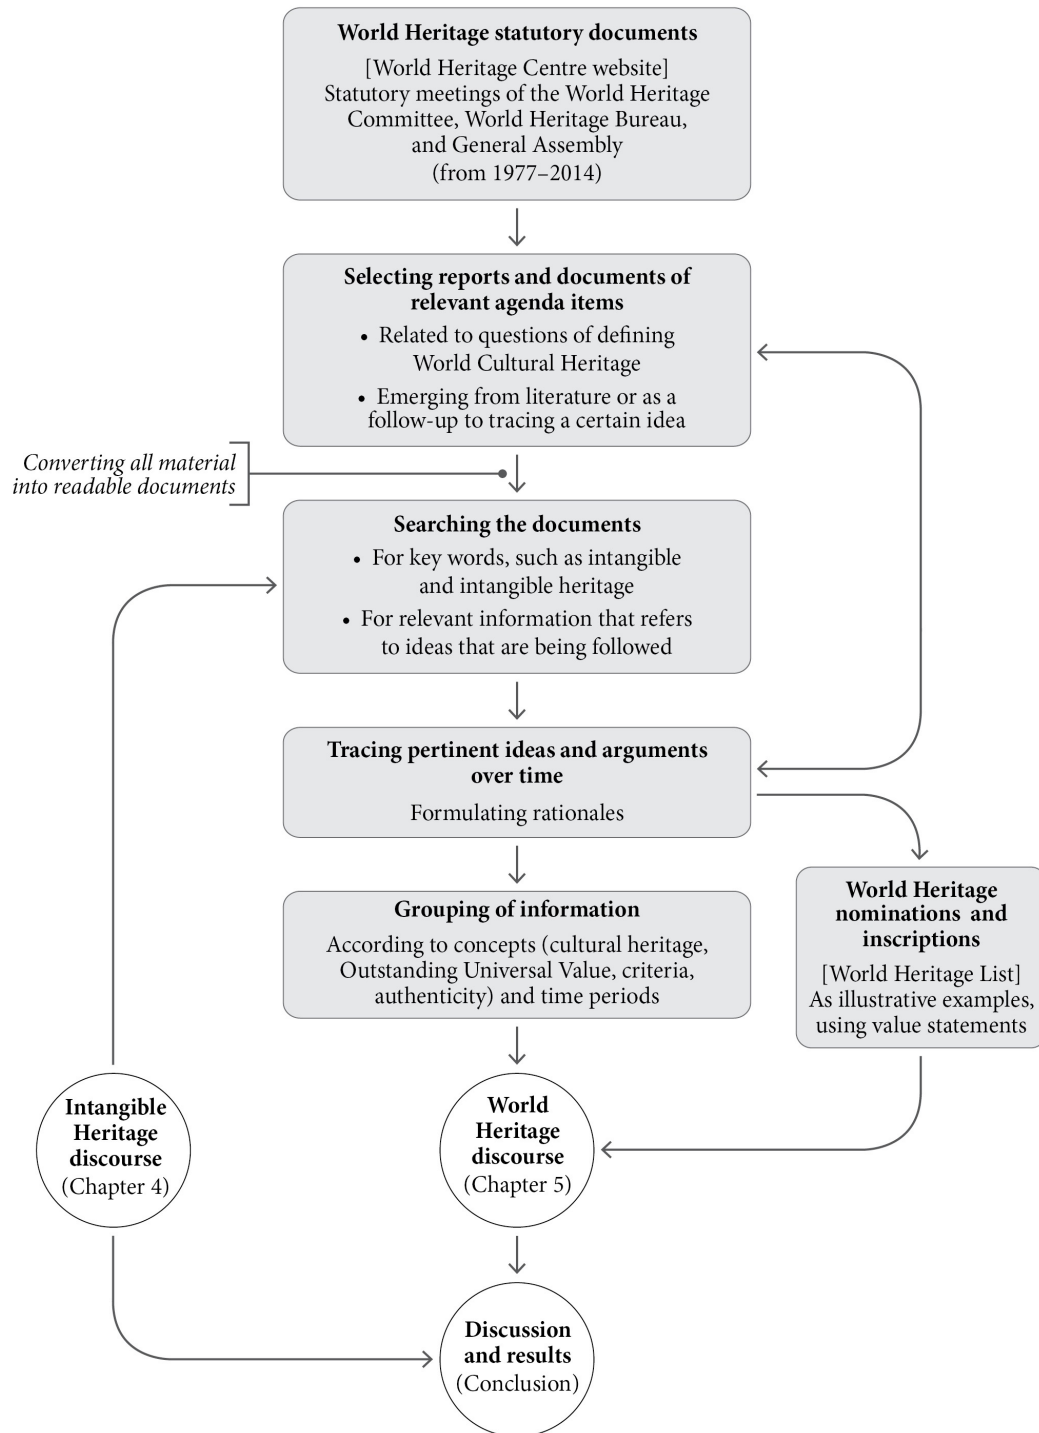 World Heritage statutory documents
[World Heritage Centre website]
Statutory meetings of the World Heritage
Committee, World Heritage Bureau,
and General Assembly
(from 1977–2014)
Selecting reports and documents of
relevant agenda items
• Related to questions of defining
World Cultural Heritage
• Emerging from literature or as a
follow-up to tracing a certain idea
Converting all material
into readable documents
Searching the documents
• For key words, such as intangible
and intangible heritage
• For relevant information that refers
to ideas that are being followed
Tracing pertinent ideas and arguments
over time
Formulating rationales
Grouping of information
According to concepts (cultural heritage,
Outstanding Universal Value, criteria,
authenticity) and time periods
World Heritage
nominations and
inscriptions
[World Heritage List]
As illustrative examples,
using value statements
Intangible
Heritage
discourse
(Chapter 4)
World
Heritage
discourse
(Chapter 5)
Discussion
and results
(Conclusion)